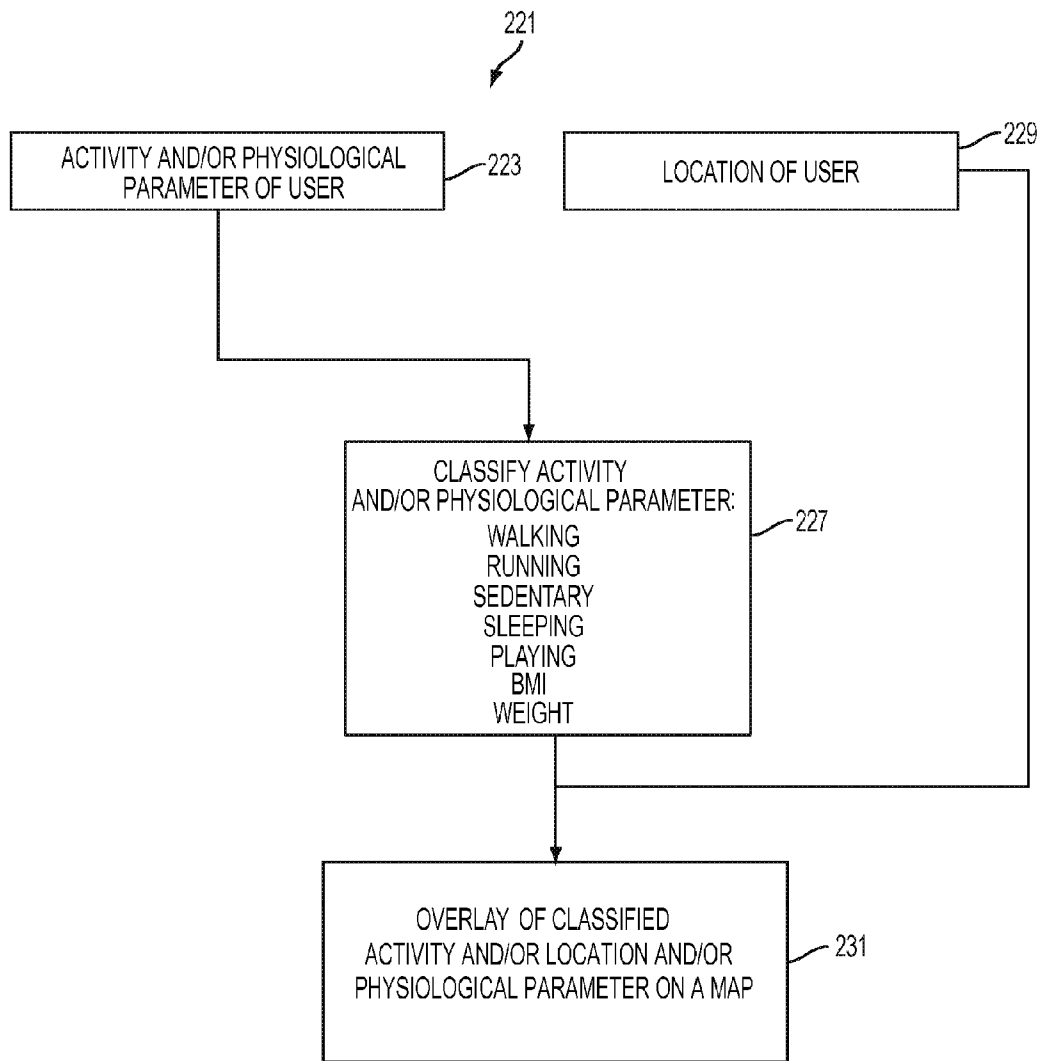 221
ACTIVITY AND/OR PHYSIOLOGICAL
PARAMETER OF USER
223
LOCATION OF USER
229
CLASSIFY ACTIVITY
AND/OR PHYSIOLOGICAL PARAMETER:
WALKING
RUNNING
SEDENTARY
SLEEPING
PLAYING
BMI
WEIGHT
227
OVERLAY OF CLASSIFIED
ACTIVITY AND/OR LOCATION AND/OR
PHYSIOLOGICAL PARAMETER ON A MAP
231